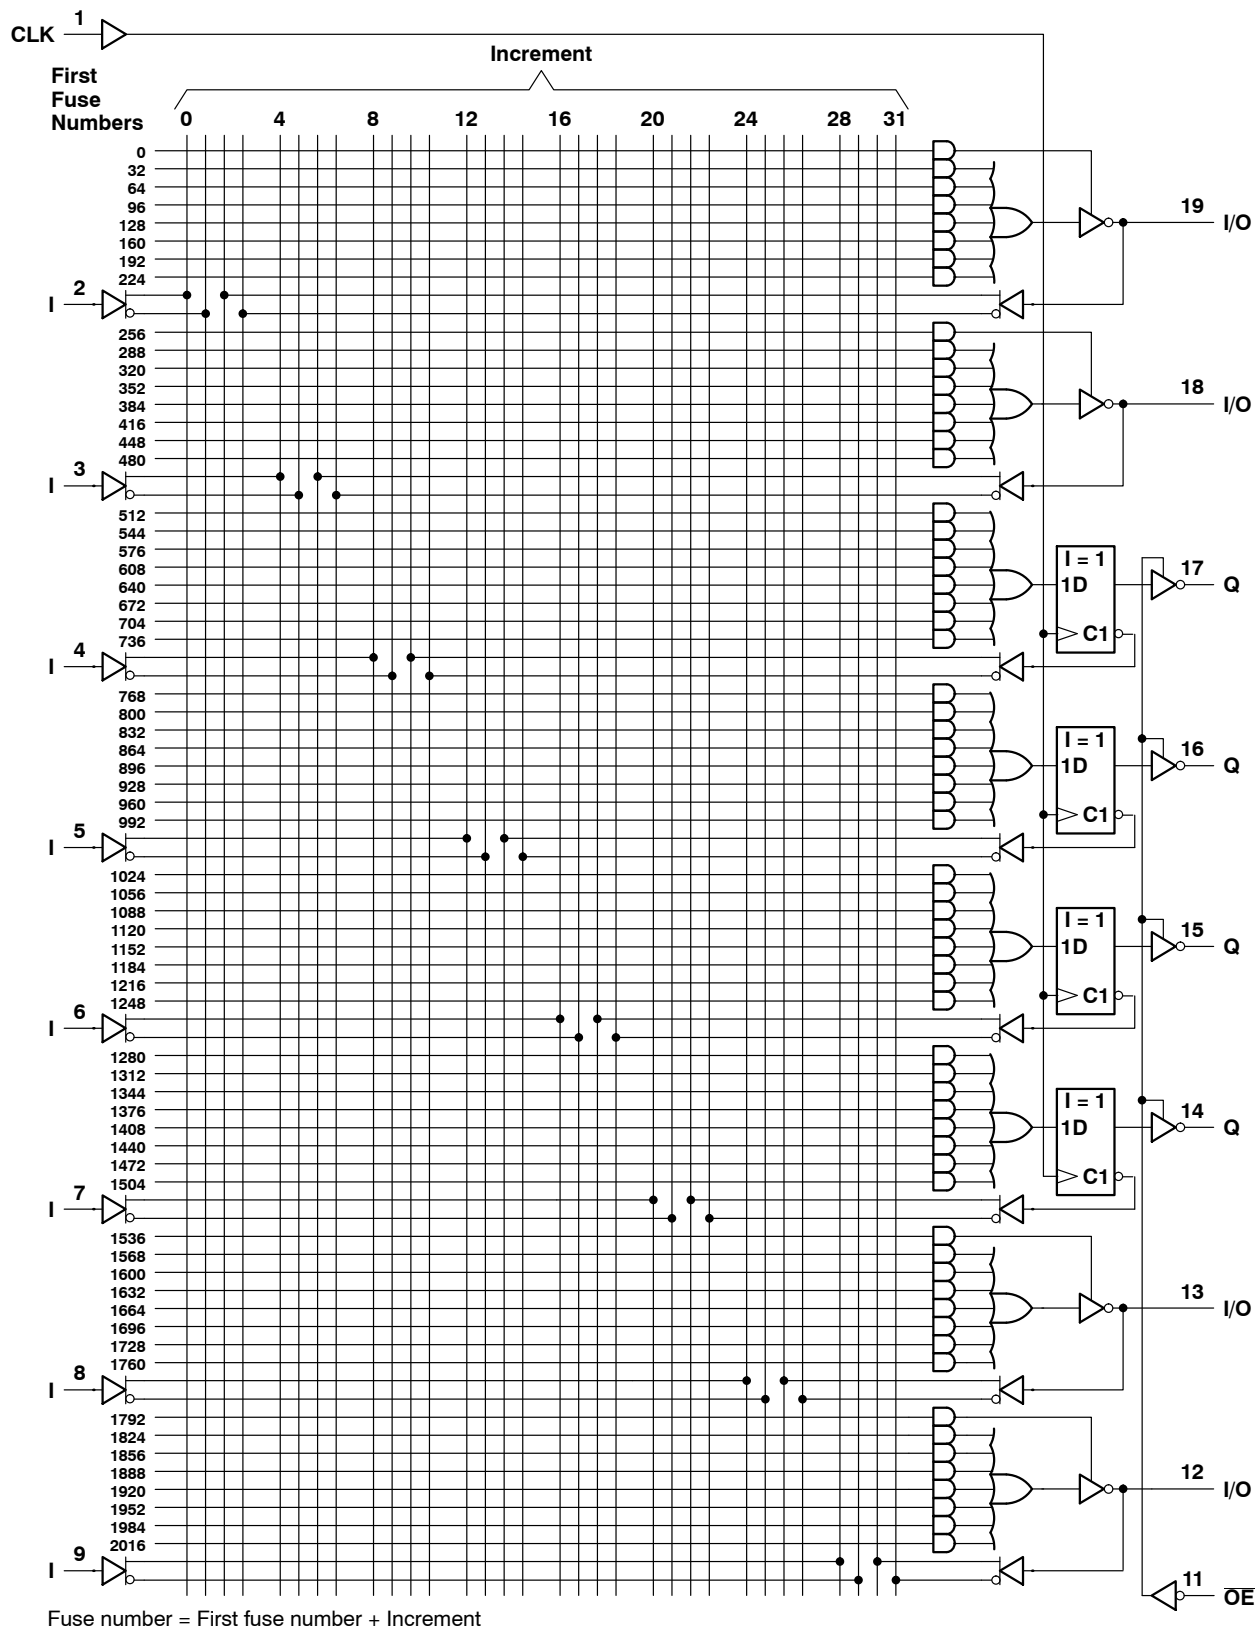 1
CLK
Increment
First
Fuse
Numbers
0 4 8 12 16 20 24 28 31
0
32
64
96
128
160
192
224
19
I/O
2
I
256
288
320
352
384
416
448
480
18
I/O
3
I
512
544
576
608
640
672
704
736
I = 1
1D
C1
17
Q
4
I
768
800
832
864
896
928
960
992
I = 1
1D
C1
16
Q
5
I
1024
1056
1088
1120
1152
1184
1216
1248
I = 1
1D
C1
15
Q
6
I
1280
1312
1344
1376
1408
1440
1472
1504
I = 1
1D
C1
14
Q
7
I
1536
1568
1600
1632
1664
1696
1728
1760
13
I/O
8
I
1792
1824
1856
1888
1920
1952
1984
2016
12
I/O
9
I
11
OE
Fuse number = First fuse number + Increment